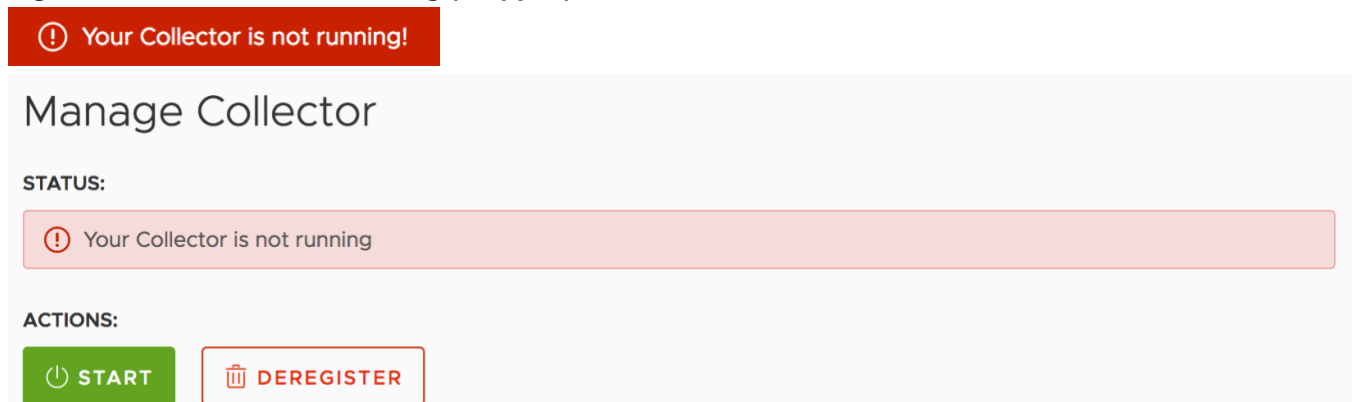 Your Collector is not running!
Manage Collector
STATUS:
Your Collector is not running
ACTIONS:
START
DEREGISTER